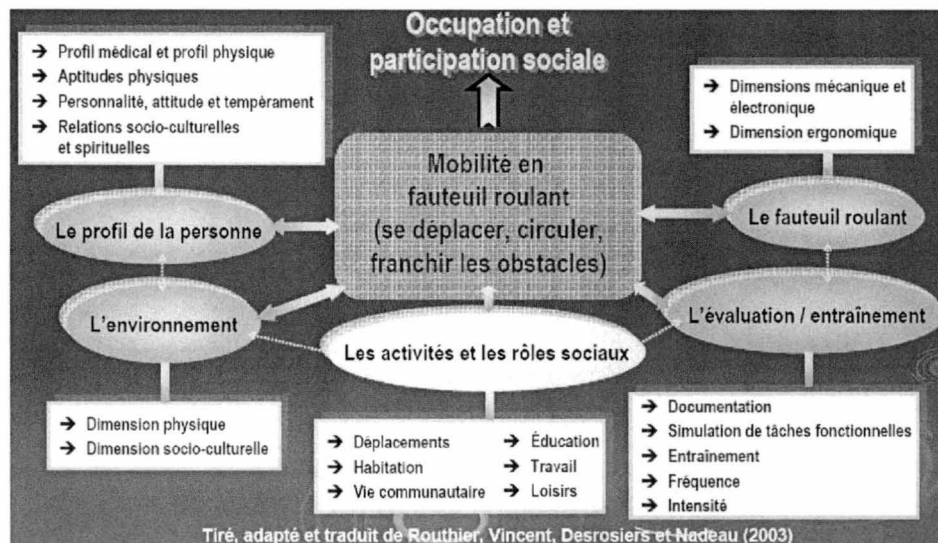 Occupation et
participation sociale
→ Profil médical et profil physique
→ Aptitudes physiques
→ Personnalité, attitude et tempèrament
→ Relations socio-culturelles
et spirituelles
→ Dimensions mécanique et
électronique
→ Dimension ergonomique
Mobilité en
fauteuil roulant
(se déplacer, circuler,
franchir les obstacles)
Le profil de la personne
Le fauteuil roulant
L'environnement
Les activités et les rôles sociaux
L'évaluation / entraînement
→ Dimension physique
→ Dimension socio-culturelle
→ Déplacements
→ Habitation
→ Vie communautaire
→ Éducation
→ Travail
→ Loisirs
→ Documentation
→ Simulation de tâches fonctionnelles
→ Entraînement
→ Fréquence
→ Intensité
Tiré, adapté et traduit de Routhier, Vincent, Desrosiers et Nadeau (2003)